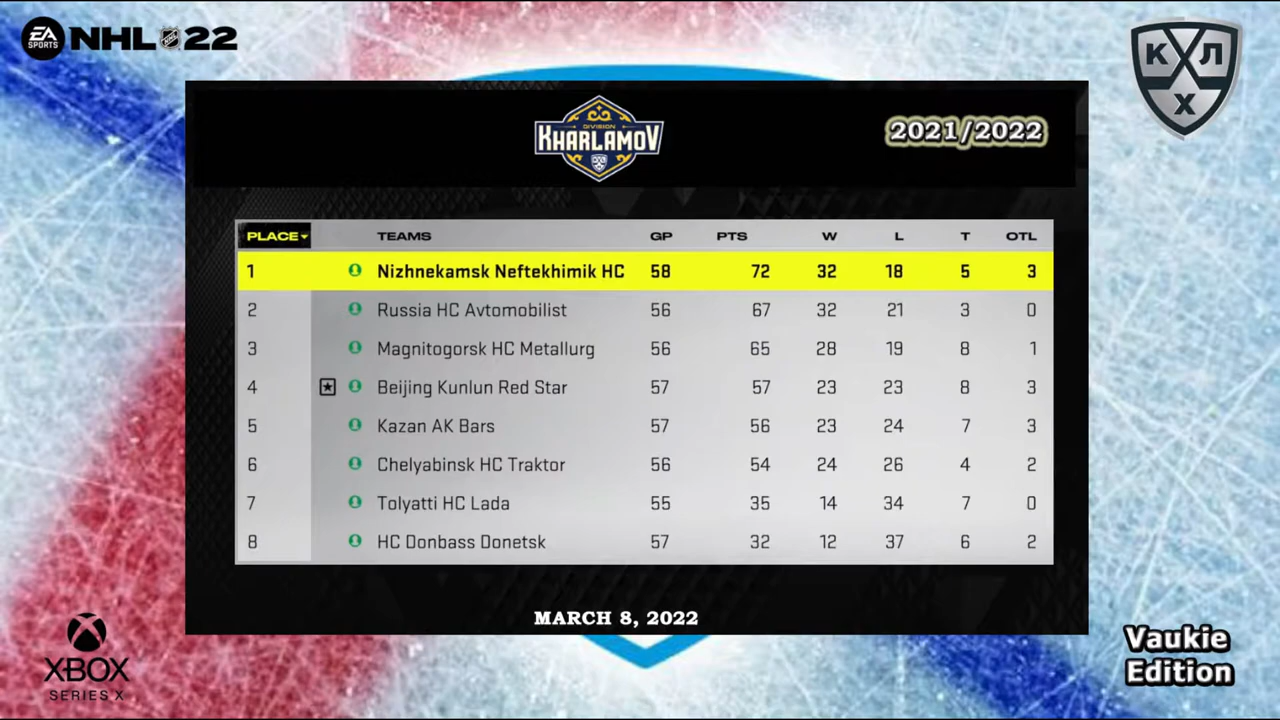 EA SPORTS NHL 22
К Л Х
DIVISION
KHARLAMOV
2021/2022
PLACE TEAMS GP PTS W L T OTL
1 Nizhnekamsk Neftekhimik HC 58 72 32 18 5 3
2 Russia HC Avtomobilist 56 67 32 21 3 0
3 Magnitogorsk HC Metallurg 56 65 28 19 8 1
4 Beijing Kunlun Red Star 57 57 23 23 8 3
5 Kazan AK Bars 57 56 23 24 7 3
6 Chelyabinsk HC Traktor 56 54 24 26 4 2
7 Tolyatti HC Lada 55 35 14 34 7 0
8 HC Donbass Donetsk 57 32 12 37 6 2
MARCH 8, 2022
XBOX
SERIES X
Vaukie
Edition